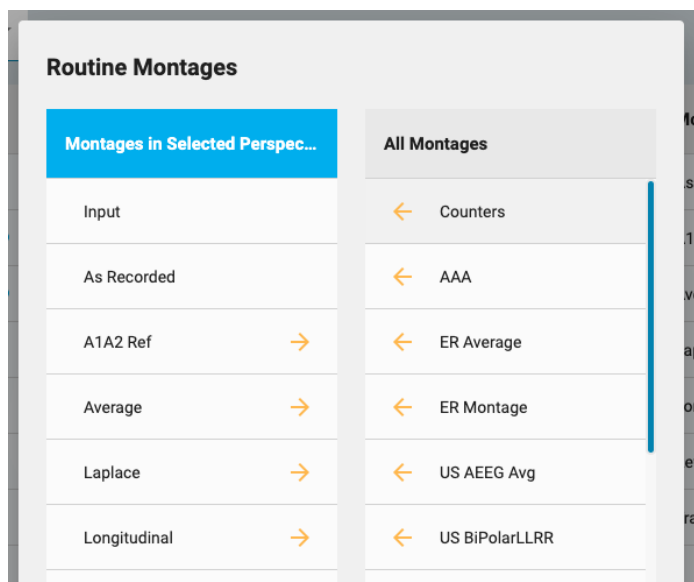 Routine Montages
Montages in Selected Perspec...
All Montages
Input
Counters
As Recorded
AAA
A1A2 Ref
ER Average
Average
ER Montage
Laplace
US AEEG Avg
Longitudinal
US BiPolarLLRR